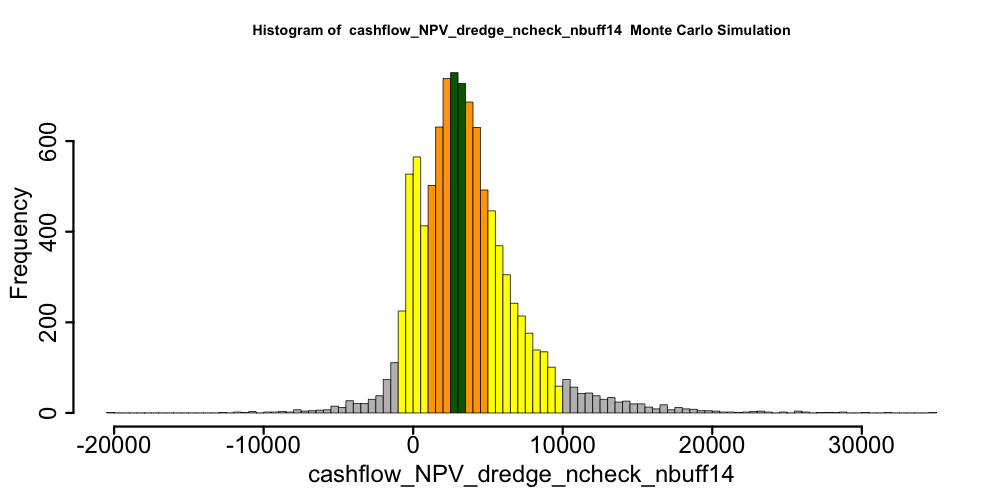 Histogram of  cashflow_NPV_dredge_ncheck_nbuff14  Monte Carlo Simulation
Frequency
600
400
200
0
-20000 -10000 0 10000 20000 30000
cashflow_NPV_dredge_ncheck_nbuff14